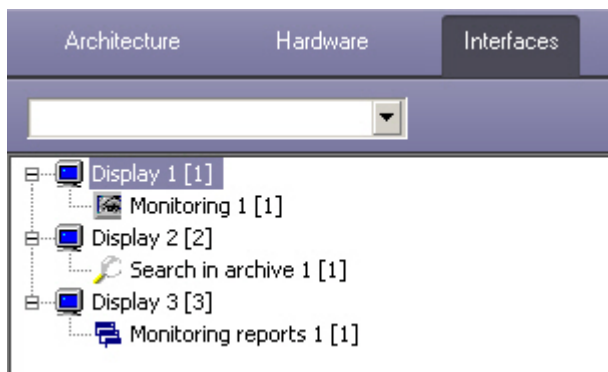 Architecture Hardware Interfaces
Display 1 [1]
Monitoring 1 [1]
Display 2 [2]
Search in archive 1 [1]
Display 3 [3]
Monitoring reports 1 [1]